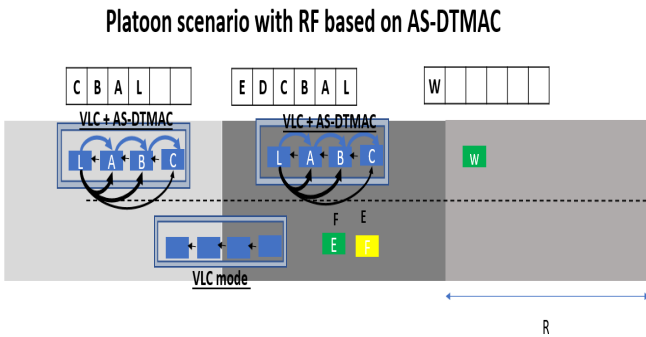 Platoon scenario with RF based on AS-DTMAC
C B A L
E D C B A L
W
VLC + AS-DTMAC
VLC + AS-DTMAC
L A B C
L A B C
W
F E
E F
VLC mode
R